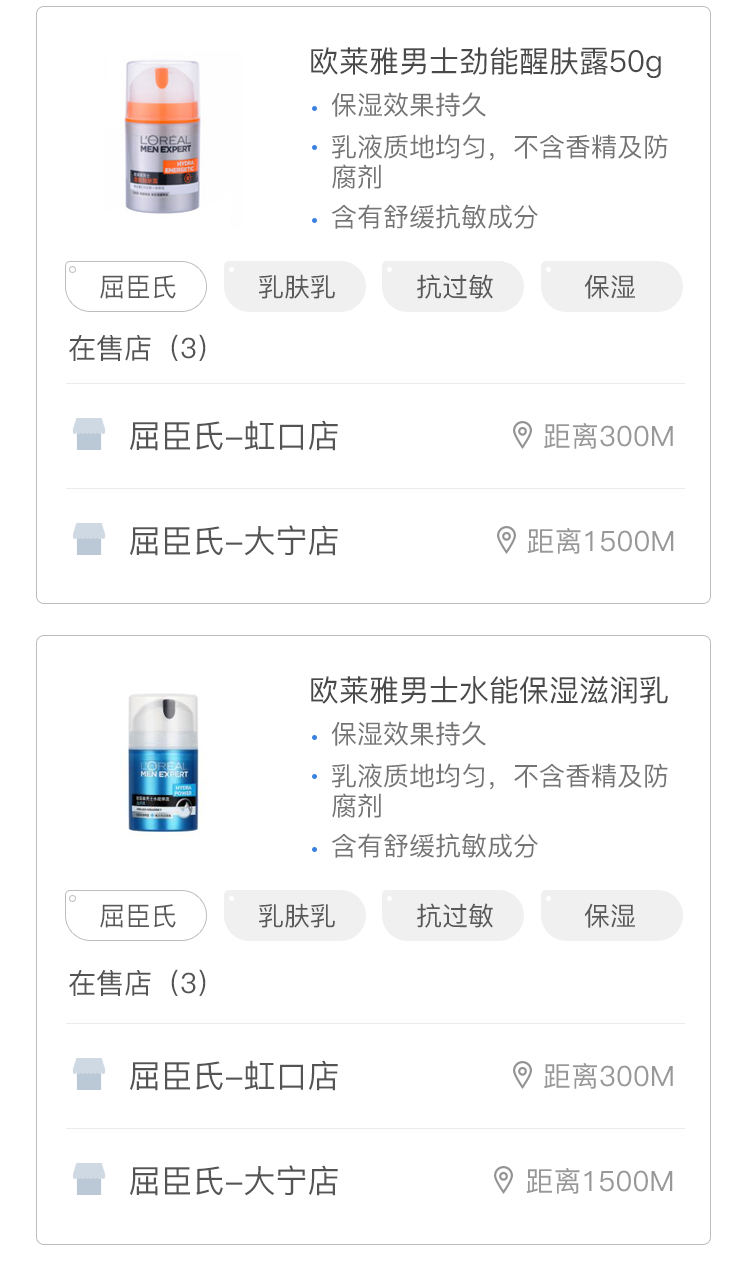 欧莱雅男士劲能醒肤露50g
保湿效果持久
乳液质地均匀，不含香精及防
腐剂
含有舒缓抗敏成分
L'ORÉAL
MEN EXPERT
HYDRA
ENERGETIC
屈臣氏
乳肤乳
抗过敏
保湿
在售店（3）
屈臣氏–虹口店
距离300M
屈臣氏–大宁店
距离1500M
欧莱雅男士水能保湿滋润乳
保湿效果持久
乳液质地均匀，不含香精及防
腐剂
含有舒缓抗敏成分
L'ORÉAL
MEN EXPERT
HYDRA
POWER
屈臣氏
乳肤乳
抗过敏
保湿
在售店（3）
屈臣氏–虹口店
距离300M
屈臣氏–大宁店
距离1500M